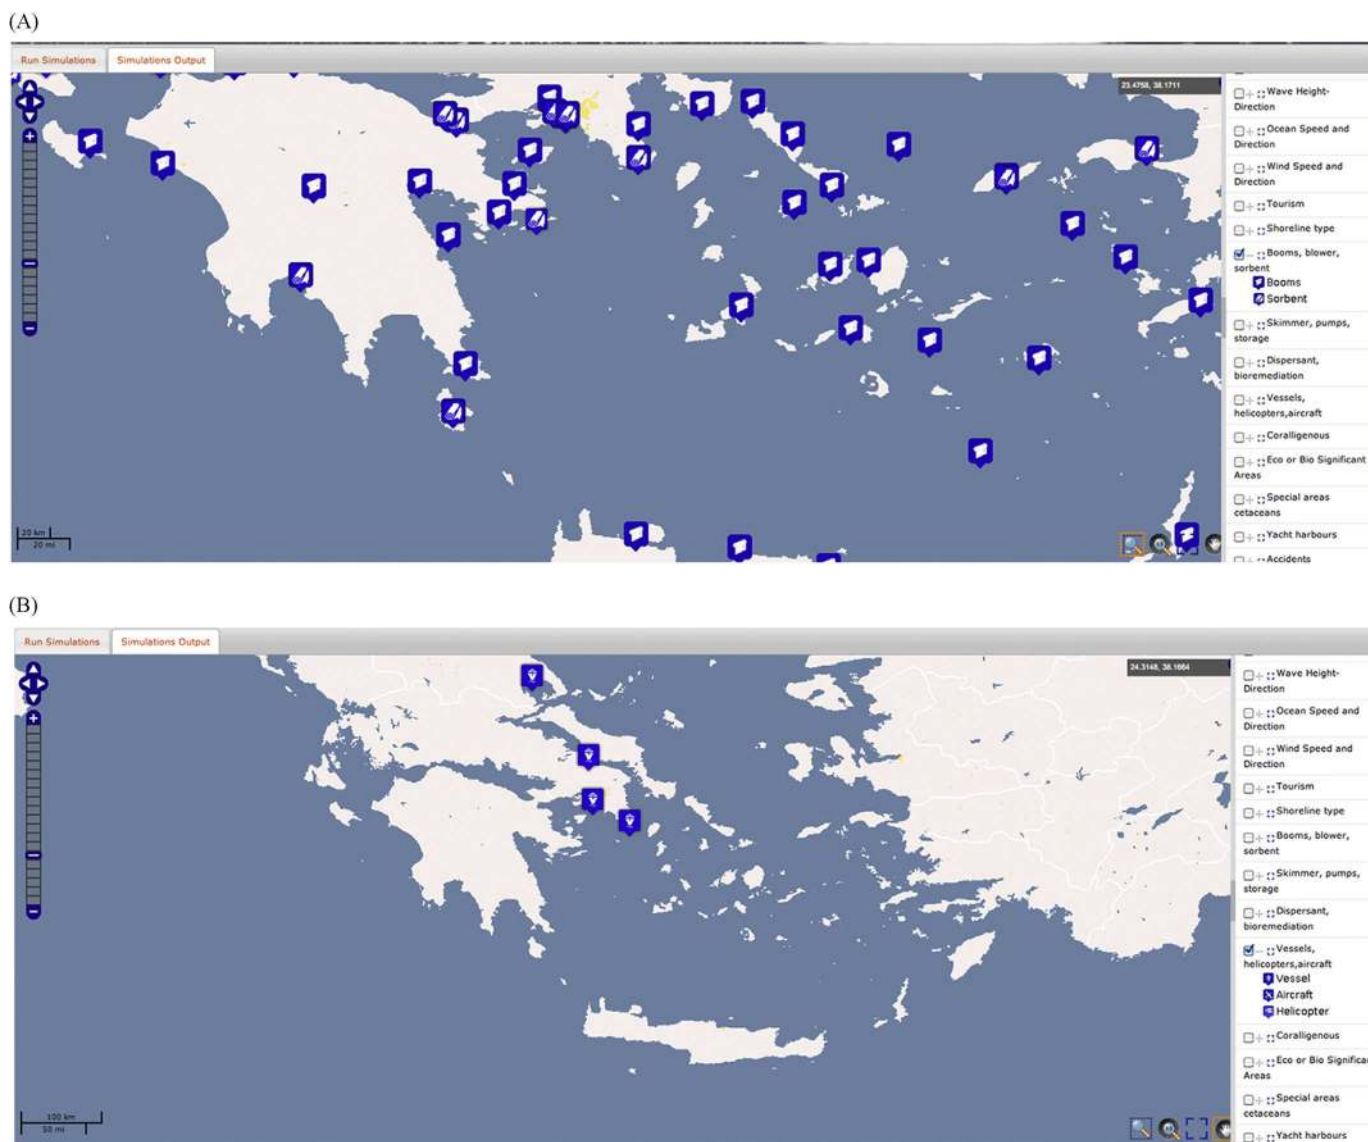 (A)
Run Simulations Simulations Output
23.4758, 38.1711
Wave Height-
Direction
Ocean Speed and
Direction
Wind Speed and
Direction
Tourism
Shoreline type
Booms, blower,
sorbent
Booms
Sorbent
Skimmer, pumps,
storage
Dispersant,
bioremediation
Vessels,
helicopters,aircraft
Coralligenous
Eco or Bio Significant
Areas
Special areas
cetaceans
Yacht harbours
Accidents
20 km
20 mi
(B)
Run Simulations Simulations Output
24.3148, 38.1664
Wave Height-
Direction
Ocean Speed and
Direction
Wind Speed and
Direction
Tourism
Shoreline type
Booms, blower,
sorbent
Skimmer, pumps,
storage
Dispersant,
bioremediation
Vessels,
helicopters,aircraft
Vessel
Aircraft
Helicopter
Coralligenous
Eco or Bio Significar
Areas
Special areas
cetaceans
Yacht harbours
100 km
50 mi